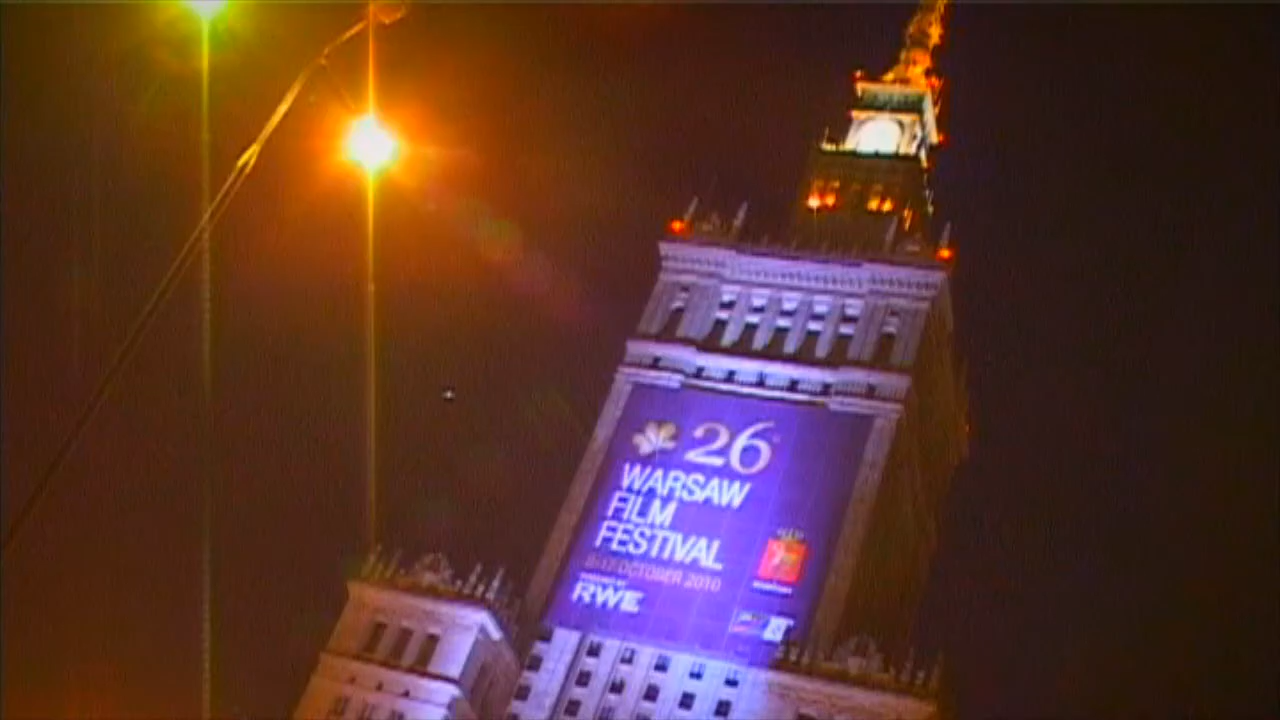 26
WARSAW
FILM
FESTIVAL
OCTOBER 2010
RWE